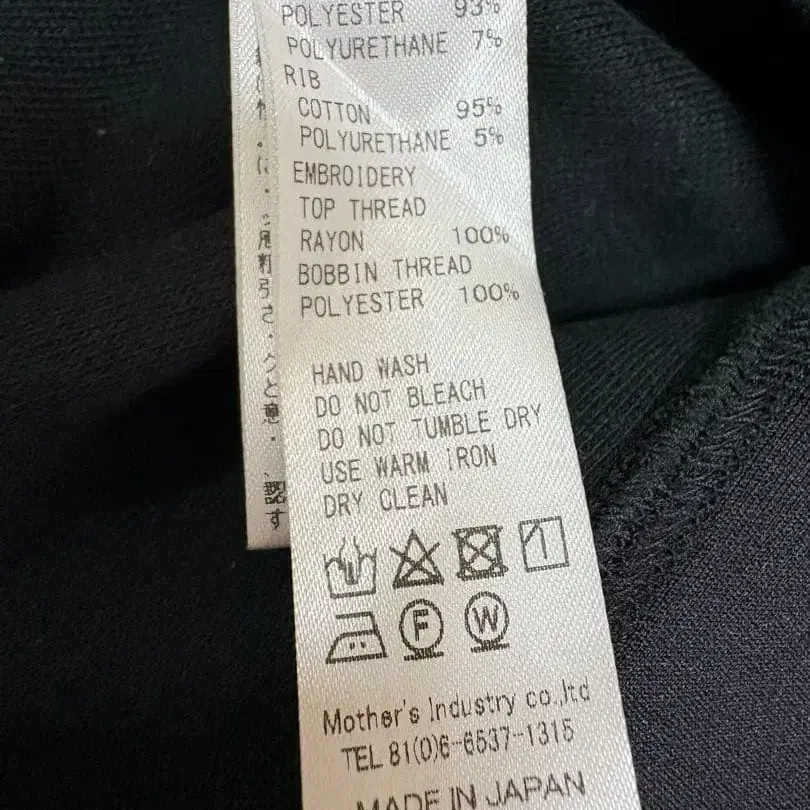 POLYESTER 93%
POLYURETHANE 7%
RIB
COTTON 95%
POLYURETHANE 5%
EMBROIDERY
TOP THREAD
RAYON 100%
BOBBIN THREAD
POLYESTER 100%
HAND WASH
DO NOT BLEACH
DO NOT TUMBLE DRY
USE WARM IRON
DRY CLEAN
F W
Mother's Industry co.,ltd
TEL 81(0)6-6537-1315
MADE IN JAPAN